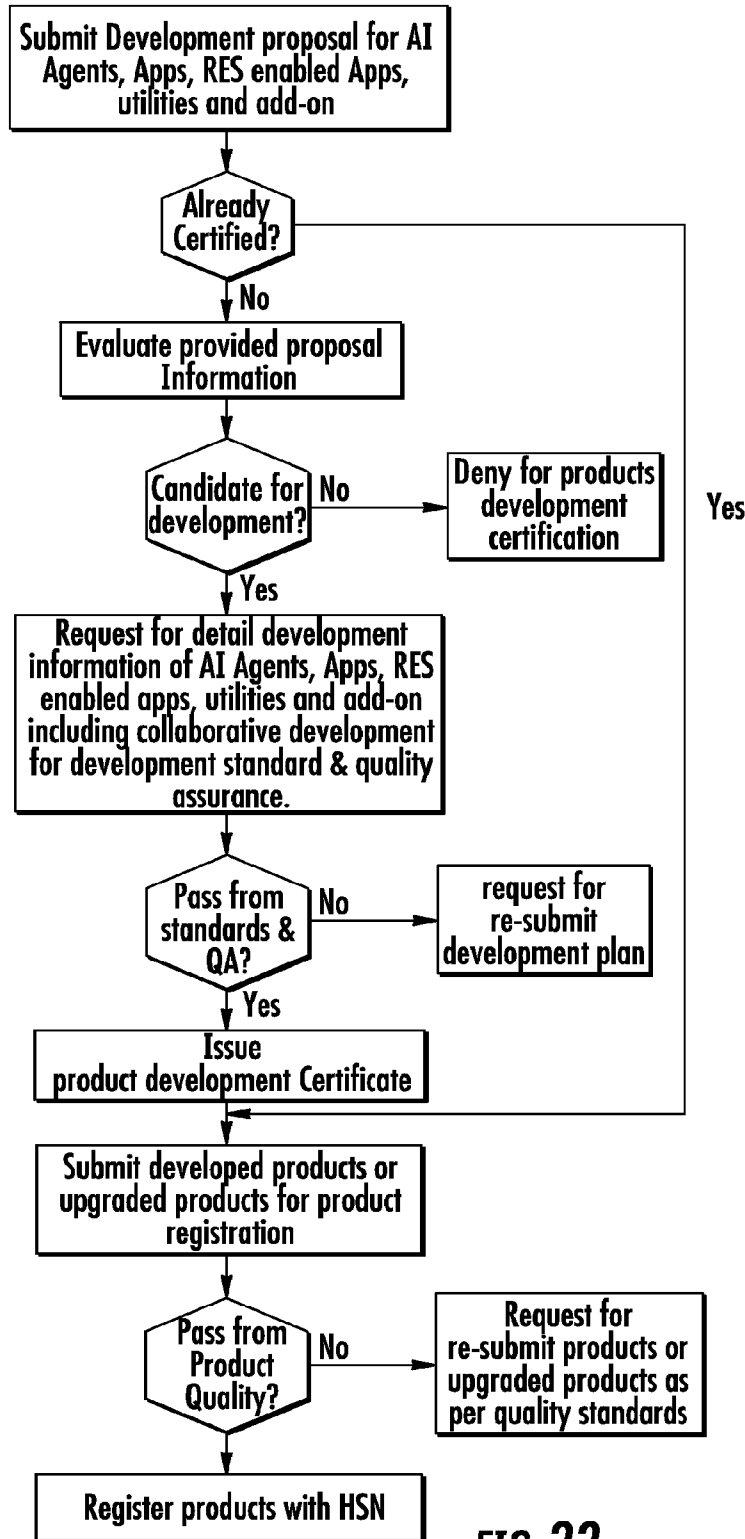 Submit Development proposal for AI
Agents, Apps, RES enabled Apps,
utilities and add-on
Already
Certified?
No
Evaluate provided proposal
Information
Candidate for
development?
No
Deny for products
development
certification
Yes
Yes
Request for detail development
information of AI Agents, Apps, RES
enabled apps, utilities and add-on
including collaborative development
for development standard & quality
assurance.
Pass from
standards &
QA?
No
request for
re-submit
development plan
Yes
Issue
product development Certificate
Submit developed products or
upgraded products for product
registration
Pass from
Product
Quality?
No
Request for
re-submit products or
upgraded products as
per quality standards
Register products with HSN